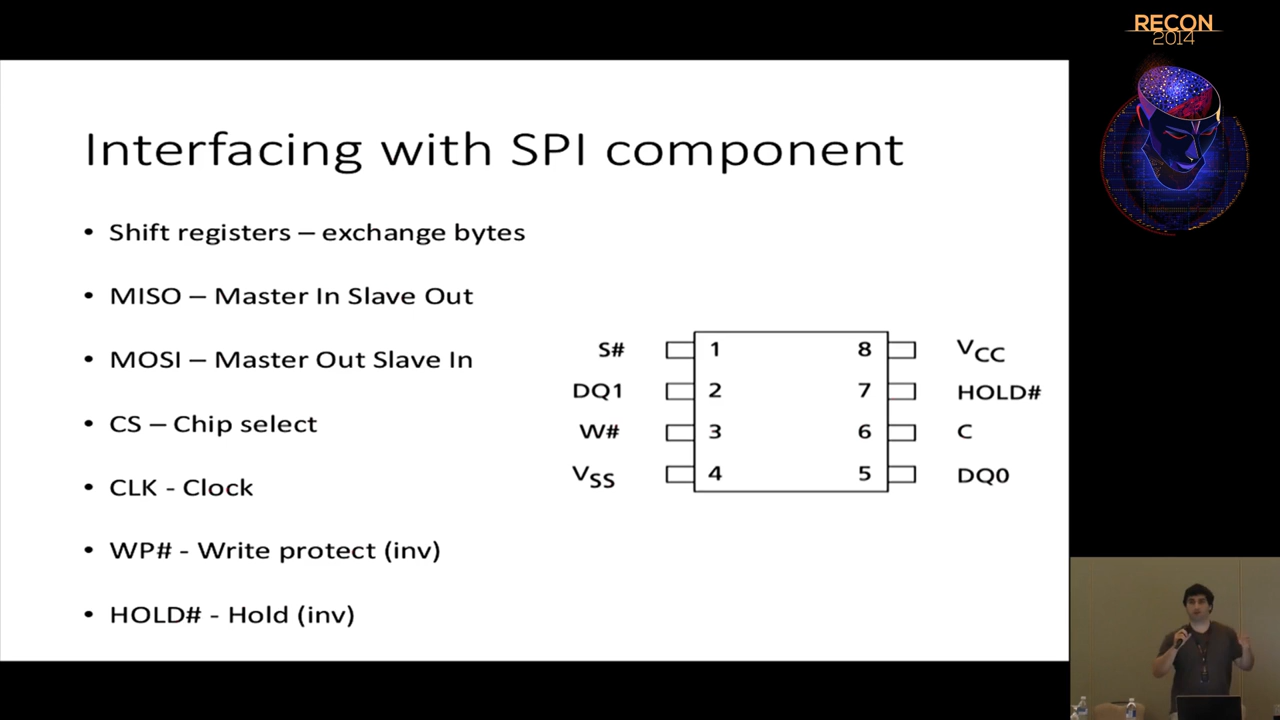 RECON
2014
Interfacing with SPI component
• Shift registers – exchange bytes
• MISO – Master In Slave Out
• MOSI – Master Out Slave In
• CS – Chip select
• CLK - Clock
• WP# - Write protect (inv)
• HOLD# - Hold (inv)
S# 1 8 VCC
DQ1 2 7 HOLD#
W# 3 6 C
VSS 4 5 DQ0